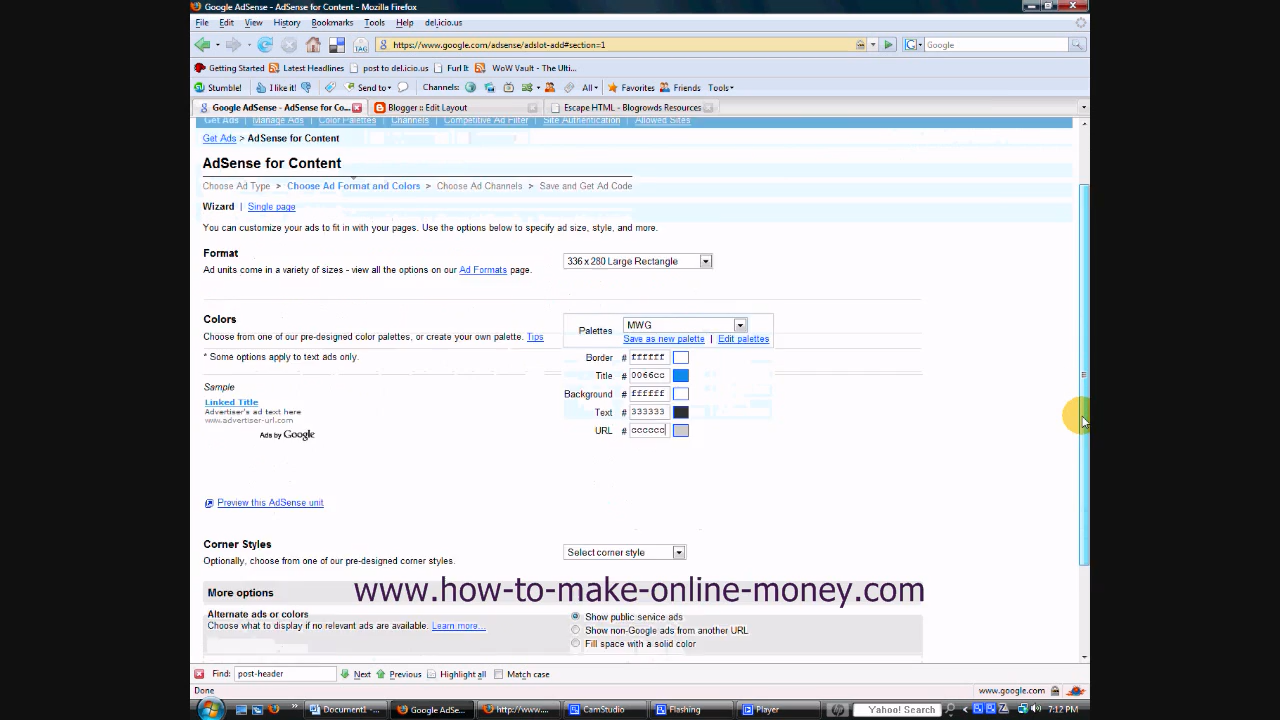 Google AdSense - AdSense for Content - Mozilla Firefox
File Edit View History Bookmarks Tools Help del.icio.us
https://www.google.com/adsense/adslot-add#section=1
Google
Getting Started Latest Headlines post to del.icio.us Furl It WoW Vault - The Ulti...
Stumble! I like it! Send to Channels: All Favorites Friends Tools
Google AdSense - AdSense for Co... Blogger :: Edit Layout Escape HTML - Blogrowds Resources
Get Ads Manage Ads Color Palettes Channels Competitive Ad Filter Site Authentication Allowed Sites
Get Ads > AdSense for Content
AdSense for Content
Choose Ad Type > Choose Ad Format and Colors > Choose Ad Channels > Save and Get Ad Code
Wizard | Single page
You can customize your ads to fit in with your pages. Use the options below to specify ad size, style, and more.
Format
Ad units come in a variety of sizes - view all the options on our Ad Formats page.
336 x 280 Large Rectangle
Colors
Choose from one of our pre-designed color palettes, or create your own palette. Tips
* Some options apply to text ads only.
Palettes MWG
Save as new palette | Edit palettes
Border # ffffff
Title # 0066cc
Background # ffffff
Text # 333333
URL # cccccc
Sample
Linked Title
Advertiser's ad text here
www.advertiser-url.com
Ads by Google
Preview this AdSense unit
Corner Styles
Optionally, choose from one of our pre-designed corner styles.
Select corner style
www.how-to-make-online-money.com
More options
Alternate ads or colors
Choose what to display if no relevant ads are available. Learn more...
Show public service ads
Show non-Google ads from another URL
Fill space with a solid color
Find: post-header Next Previous Highlight all Match case
Done www.google.com
Document1 -... Google AdSe... http://www.... CamStudio Flashing Player Yahoo! Search 7:12 PM